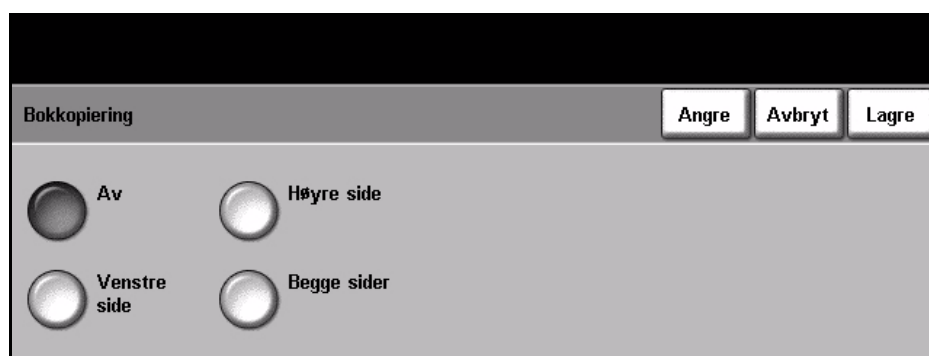 Bokkopiering
Angre
Avbryt
Lagre
Av
Høyre side
Venstre
side
Begge sider